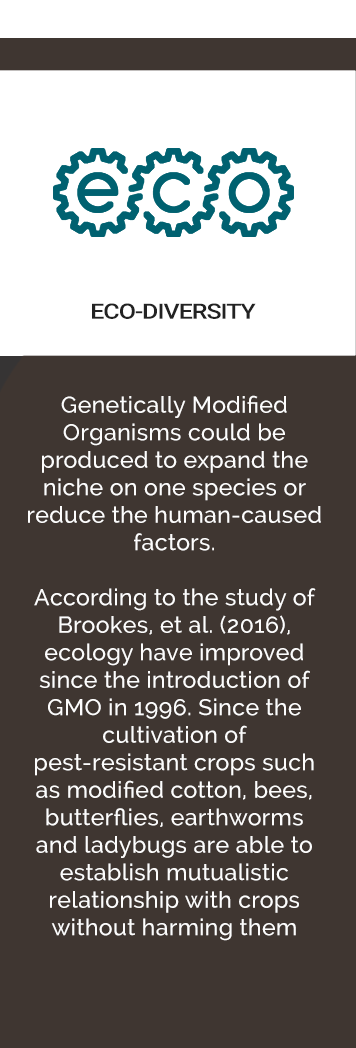 eco
ECO-DIVERSITY
Genetically Modified
Organisms could be
produced to expand the
niche on one species or
reduce the human-caused
factors.
According to the study of
Brookes, et al. (2016),
ecology have improved
since the introduction of
GMO in 1996. Since the
cultivation of
pest-resistant crops such
as modified cotton, bees,
butterflies, earthworms
and ladybugs are able to
establish mutualistic
relationship with crops
without harming them